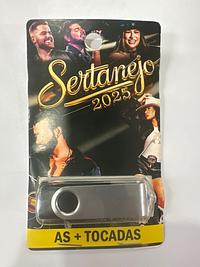 Sertanejo
2025
AS + TOCADAS